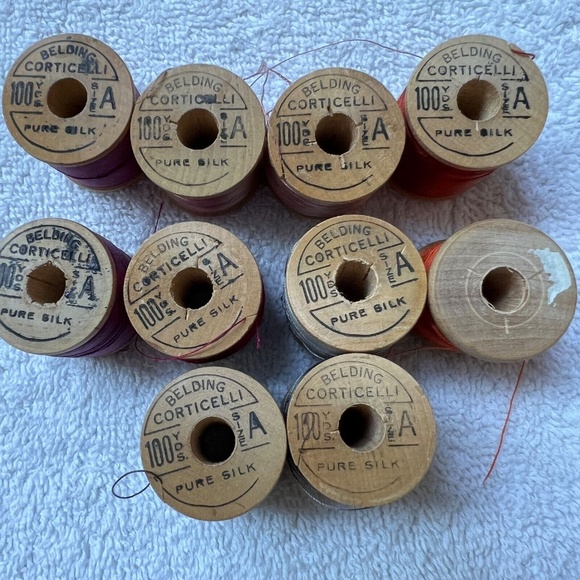 BELDING
CORTICELLI
100 YDS. SIZE A
PURE SILK
BELDING
CORTICELLI
100 YDS. SIZE A
PURE SILK
BELDING
CORTICELLI
100 YDS. SIZE A
PURE SILK
BELDING
CORTICELLI
100 YDS. SIZE A
PURE SILK
BELDING
CORTICELLI
100 YDS. SIZE A
PURE SILK
BELDING
CORTICELLI
100 YDS. SIZE A
PURE SILK
BELDING
CORTICELLI
100 YDS. SIZE A
PURE SILK
BELDING
CORTICELLI
100 YDS. SIZE A
PURE SILK
BELDING
CORTICELLI
100 YDS. SIZE A
PURE SILK